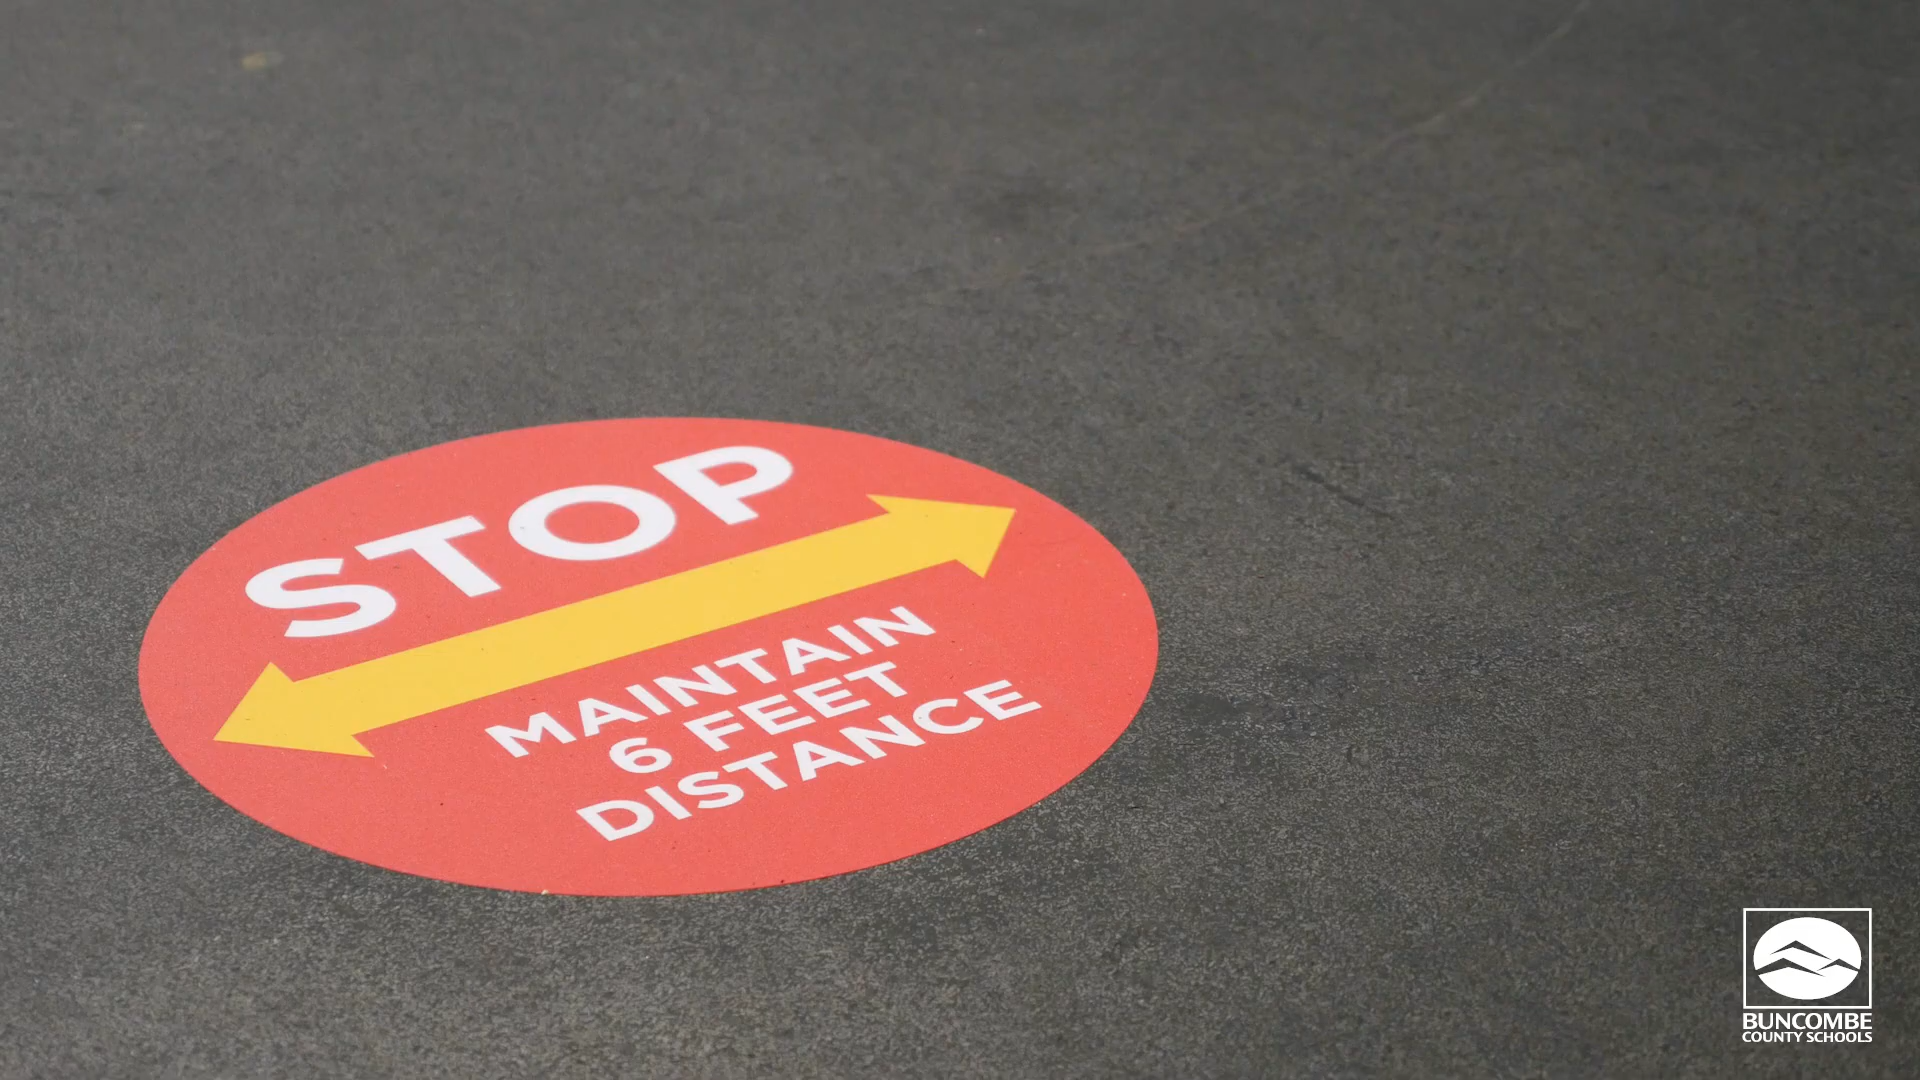 STOP
MAINTAIN
6 FEET
DISTANCE
BUNCOMBE
COUNTY SCHOOLS